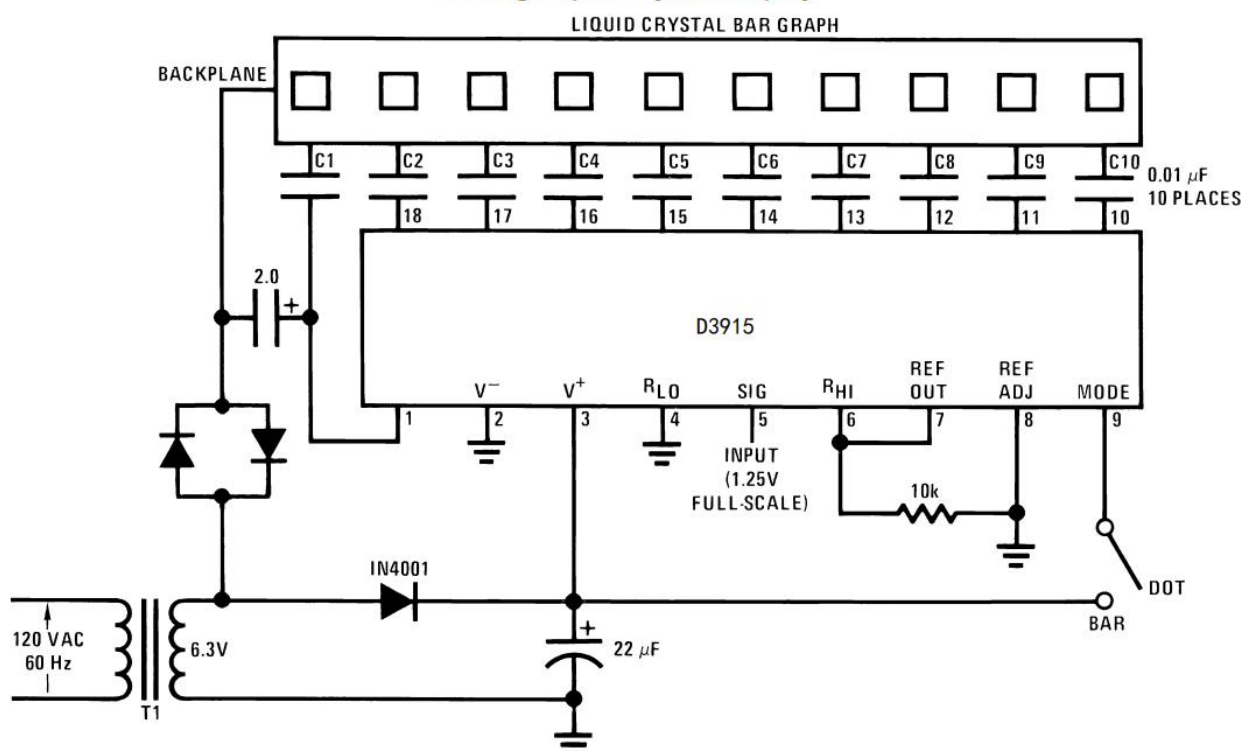 LIQUID CRYSTAL BAR GRAPH
BACKPLANE
C1 C2 C3 C4 C5 C6 C7 C8 C9 C10
0.01 μF
10 PLACES
18 17 16 15 14 13 12 11 10
2.0
+
D3915
V⁻ V⁺ RLO SIG RHI REF OUT REF ADJ MODE
1 2 3 4 5 6 7 8 9
INPUT
(1.25V
FULL-SCALE)
10k
IN4001
DOT
BAR
+
22 μF
120 VAC
60 Hz
6.3V
T1